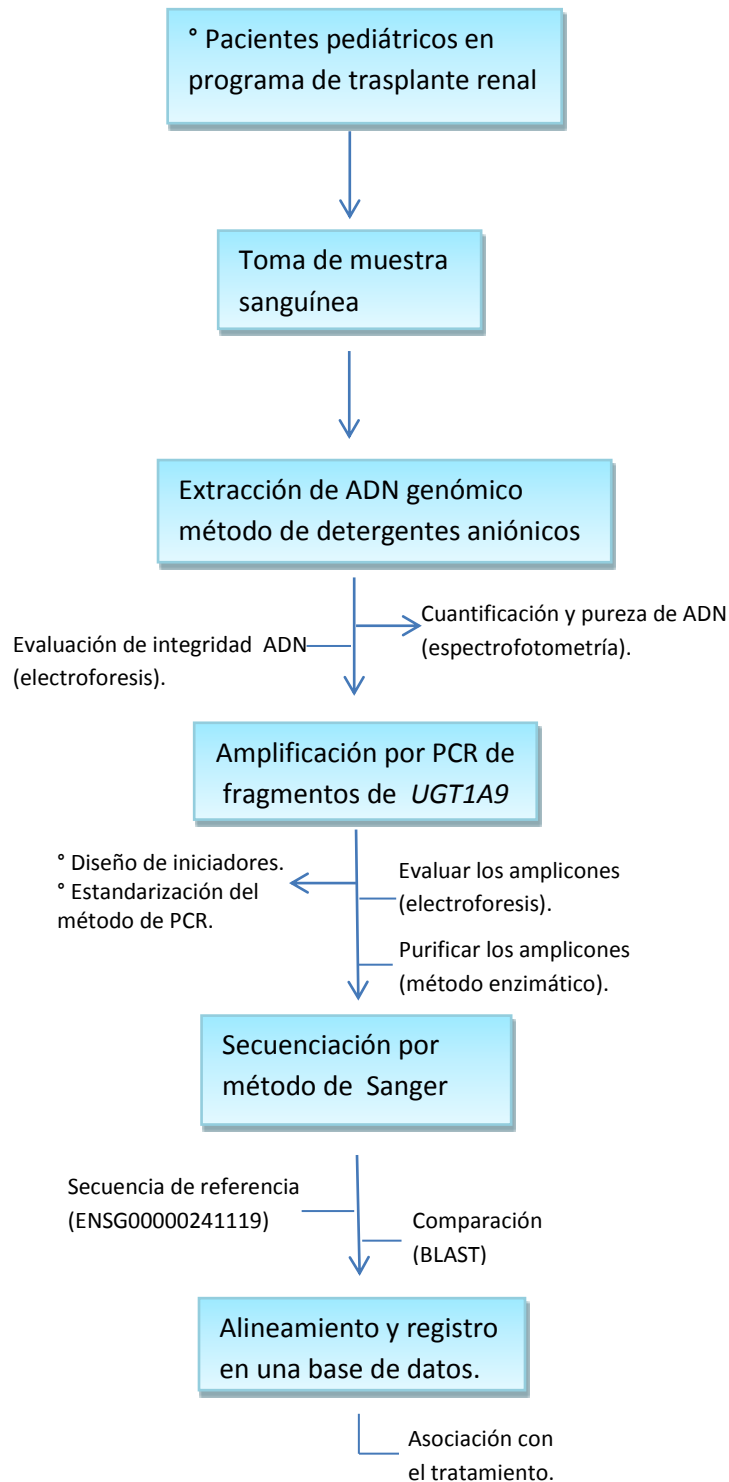 ° Pacientes pediátricos en
programa de trasplante renal
Toma de muestra
sanguínea
Extracción de ADN genómico
método de detergentes aniónicos
Evaluación de integridad ADN
(electroforesis).
Cuantificación y pureza de ADN
(espectrofotometría).
Amplificación por PCR de
fragmentos de UGT1A9
° Diseño de iniciadores.
° Estandarización del
método de PCR.
Evaluar los amplicones
(electroforesis).
Purificar los amplicones
(método enzimático).
Secuenciación por
método de Sanger
Secuencia de referencia
(ENSG00000241119)
Comparación
(BLAST)
Alineamiento y registro
en una base de datos.
Asociación con
el tratamiento.